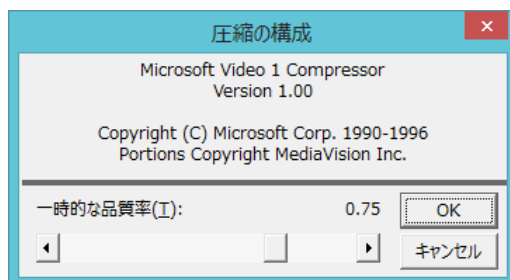 圧縮の構成
Microsoft Video 1 Compressor
Version 1.00
Copyright (C) Microsoft Corp. 1990-1996
Portions Copyright MediaVision Inc.
一時的な品質率(T): 0.75 OK
キャンセル